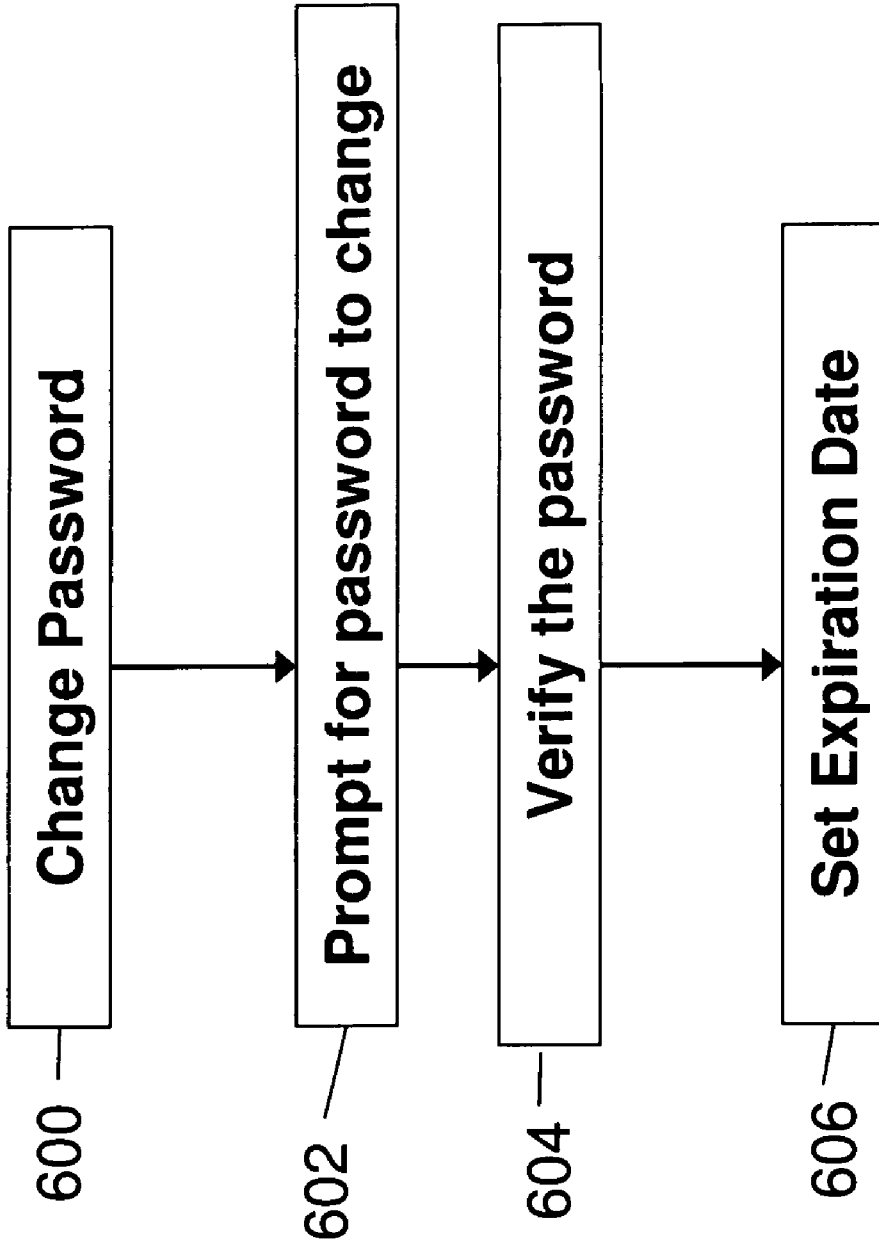 600
Change Password
602
Prompt for password to change
604
Verify the password
606
Set Expiration Date